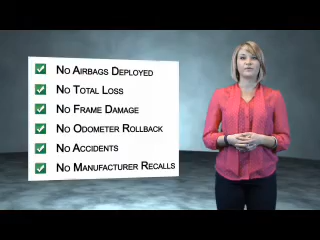 No Airbags Deployed
No Total Loss
No Frame Damage
No Odometer Rollback
No Accidents
No Manufacturer Recalls